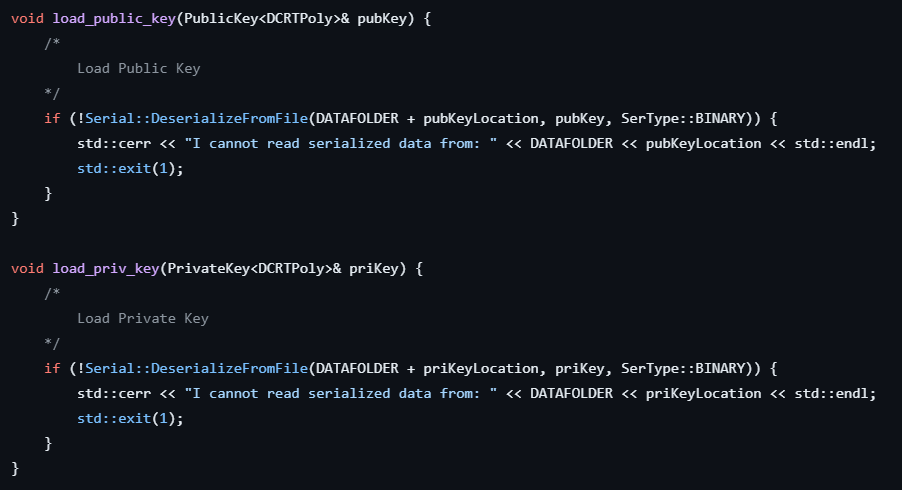 void load_public_key(PublicKey<DCRTPoly>& pubKey) {
    /*
        Load Public Key
    */
    if (!Serial::DeserializeFromFile(DATAFOLDER + pubKeyLocation, pubKey, SerType::BINARY)) {
        std::cerr << "I cannot read serialized data from: " << DATAFOLDER << pubKeyLocation << std::endl;
        std::exit(1);
    }
}

void load_priv_key(PrivateKey<DCRTPoly>& priKey) {
    /*
        Load Private Key
    */
    if (!Serial::DeserializeFromFile(DATAFOLDER + priKeyLocation, priKey, SerType::BINARY)) {
        std::cerr << "I cannot read serialized data from: " << DATAFOLDER << priKeyLocation << std::endl;
        std::exit(1);
    }
}